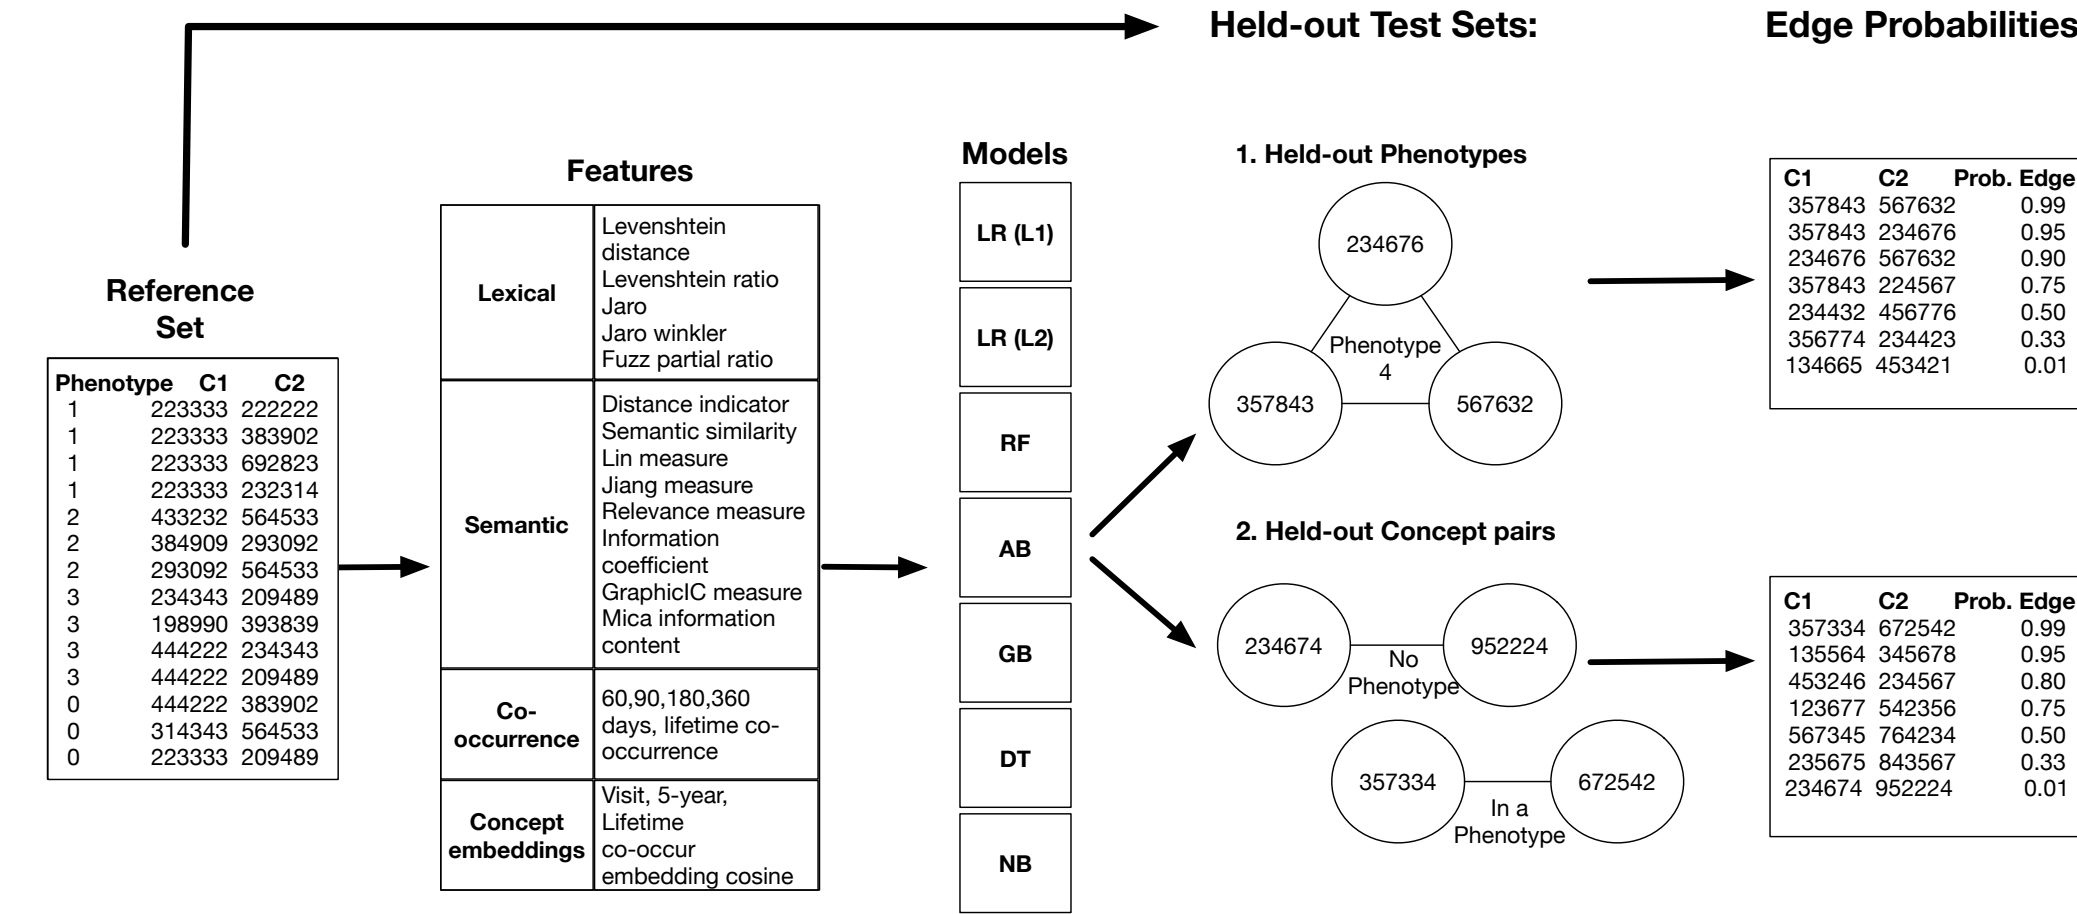 Held-out Test Sets:
Edge Probabilities
Reference
Set
Phenotype C1 C2
1 223333 222222
1 223333 383902
1 223333 692823
1 223333 232314
2 433232 564533
2 384909 293092
2 293092 564533
3 234343 209489
3 198990 393839
3 444222 234343
3 444222 209489
0 444222 383902
0 314343 564533
0 223333 209489
Features
Lexical
Levenshtein
distance
Levenshtein ratio
Jaro
Jaro winkler
Fuzz partial ratio
Semantic
Distance indicator
Semantic similarity
Lin measure
Jiang measure
Relevance measure
Information
coefficient
GraphicIC measure
Mica information
content
Co-
occurrence
60,90,180,360
days, lifetime co-
occurrence
Concept
embeddings
Visit, 5-year,
Lifetime
co-occur
embedding cosine
Models
LR (L1)
LR (L2)
RF
AB
GB
DT
NB
1. Held-out Phenotypes
234676
Phenotype
4
357843
567632
2. Held-out Concept pairs
234674
No
Phenotype
952224
357334
In a
Phenotype
672542
C1 C2 Prob. Edge
357843 567632 0.99
357843 234676 0.95
234676 567632 0.90
357843 224567 0.75
234432 456776 0.50
356774 234423 0.33
134665 453421 0.01
C1 C2 Prob. Edge
357334 672542 0.99
135564 345678 0.95
453246 234567 0.80
123677 542356 0.75
567345 764234 0.50
235675 843567 0.33
234674 952224 0.01